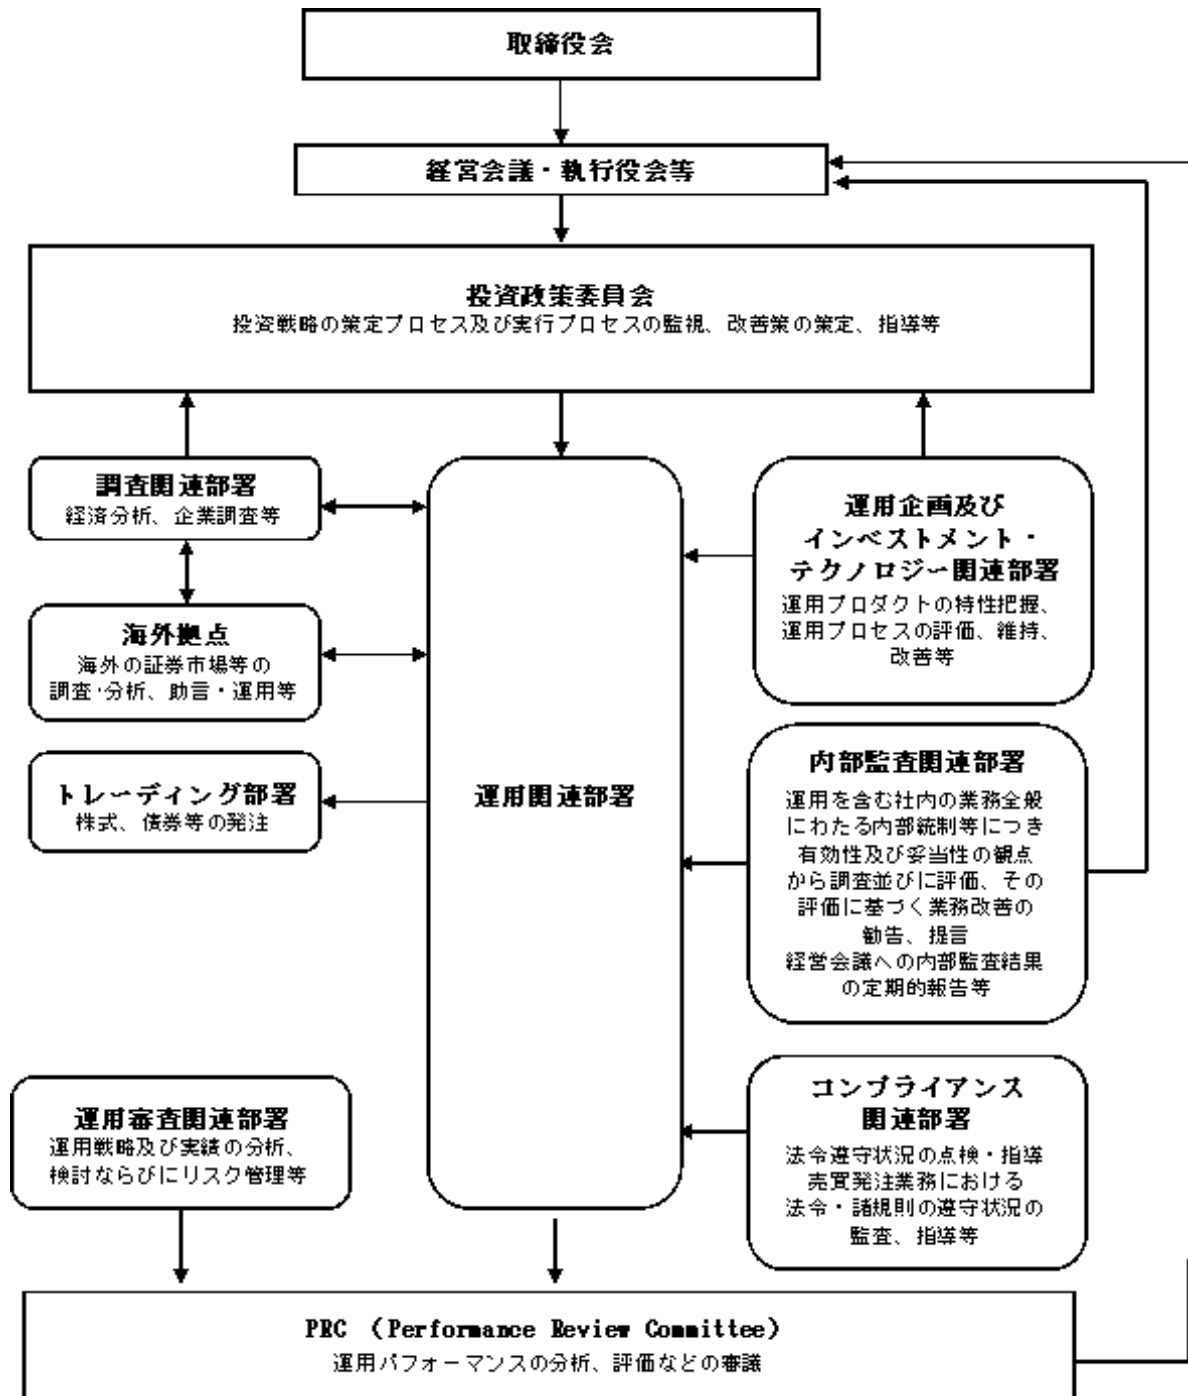 取締役会
経営会議・執行役会等
投資政策委員会
投資戦略の策定プロセス及び実行プロセスの監視、改善策の策定、指導等
調査関連部署
経済分析、企業調査等
海外拠点
海外の証券市場等の
調査・分析、助言・運用等
トレーディング部署
株式、債券等の発注
運用関連部署
運用企画及び
インベストメント・
テクノロジー関連部署
運用プロダクトの特性把握、
運用プロセスの評価、維持、
改善等
内部監査関連部署
運用を含む社内の業務全般
にわたる内部統制等につき
有効性及び妥当性の観点
から調査並びに評価、その
評価に基づく業務改善の
勧告、提言
経営会議への内部監査結果
の定期的報告等
コンプライアンス
関連部署
法令遵守状況の点検・指導
売買発注業務における
法令・諸規則の遵守状況の
監査、指導等
運用審査関連部署
運用戦略及び実績の分析、
検討ならびにリスク管理等
PRC （Performance Review Committee）
運用パフォーマンスの分析、評価などの審議